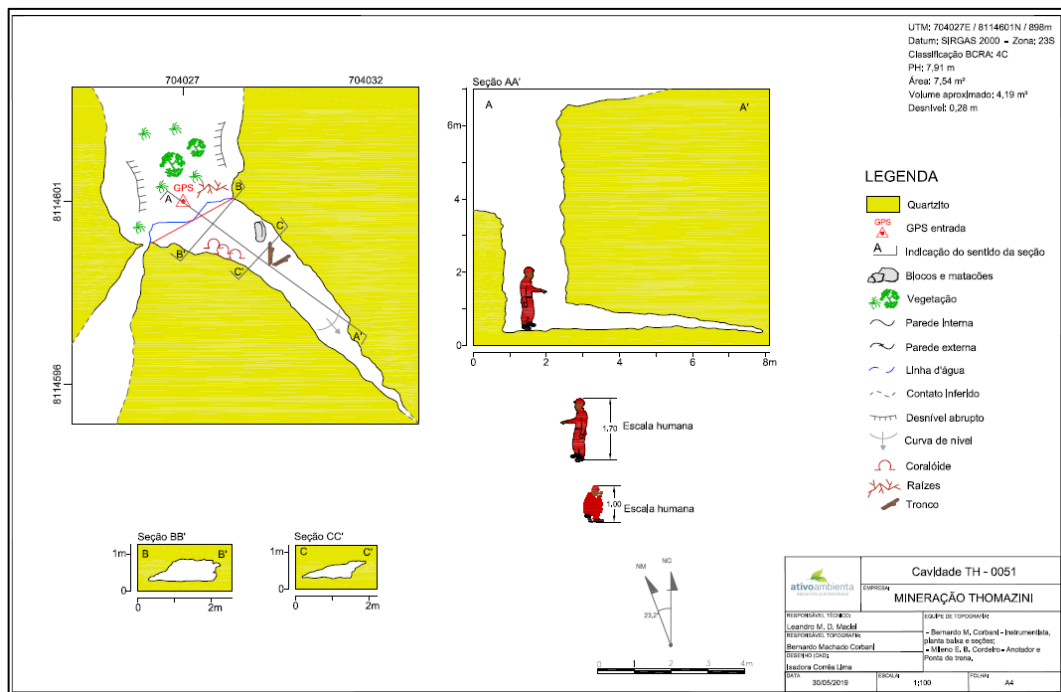 UTM: 704027E / 8114601N / 898m
Datum: SIRGAS 2000 - Zona: 23S
Classificação BCRA: 4C
PH: 7,91 m
Área: 7,54 m²
Volume aproximado: 4,19 m³
Desnível: 0,28 m
704027
704032
8114601
8114596
GPS
A
B
C
B'
C'
A'
Seção AA'
A
A'
6m
4
2
0
0
2
4
6
8m
LEGENDA
Quartzito
GPS
GPS entrada
A
Indicação do sentido da seção
Blocos e matacões
Vegetação
Parede interna
Parede externa
Linha d'água
Contato inferido
Desnível abrupto
Curva de nível
Coralóide
Raízes
Tronco
1.70
Escala humana
1.00
Escala humana
Seção BB'
B
B'
1m
0
0
2m
Seção CC'
C
C'
1m
0
0
2m
NM
NG
23,2°
0
1
2
4m
ativoambienta
Cavidade TH - 0051
EMPRESA:
MINERAÇÃO THOMAZINI
RESPONSÁVEL TÉCNICO:
Leandro M. D. Maciel
RESPONSÁVEL TOPOGRAFIA:
Bernardo Machado Corbani
DESENHO (CAD):
Isadora Corrêa Lima
EQUIPE DE TOPOGRAFIA:
- Bernardo M. Corbani - Instrumentista,
planta baixa e seções;
- Mileno E. B. Cordeiro - Anotador e
Ponta de trena.
DATA
30/05/2019
ESCALA:
1:100
FOLHA:
A4